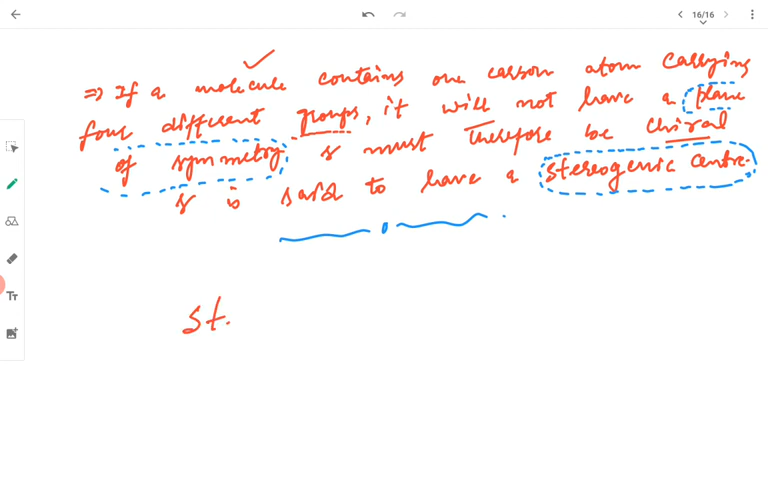 16/16
⇒ If a molecule contains one carbon atom carrying
four different groups, it will not have a plane
of symmetry & must therefore be chiral
& is said to have a stereogenic centre.
st.
Tт